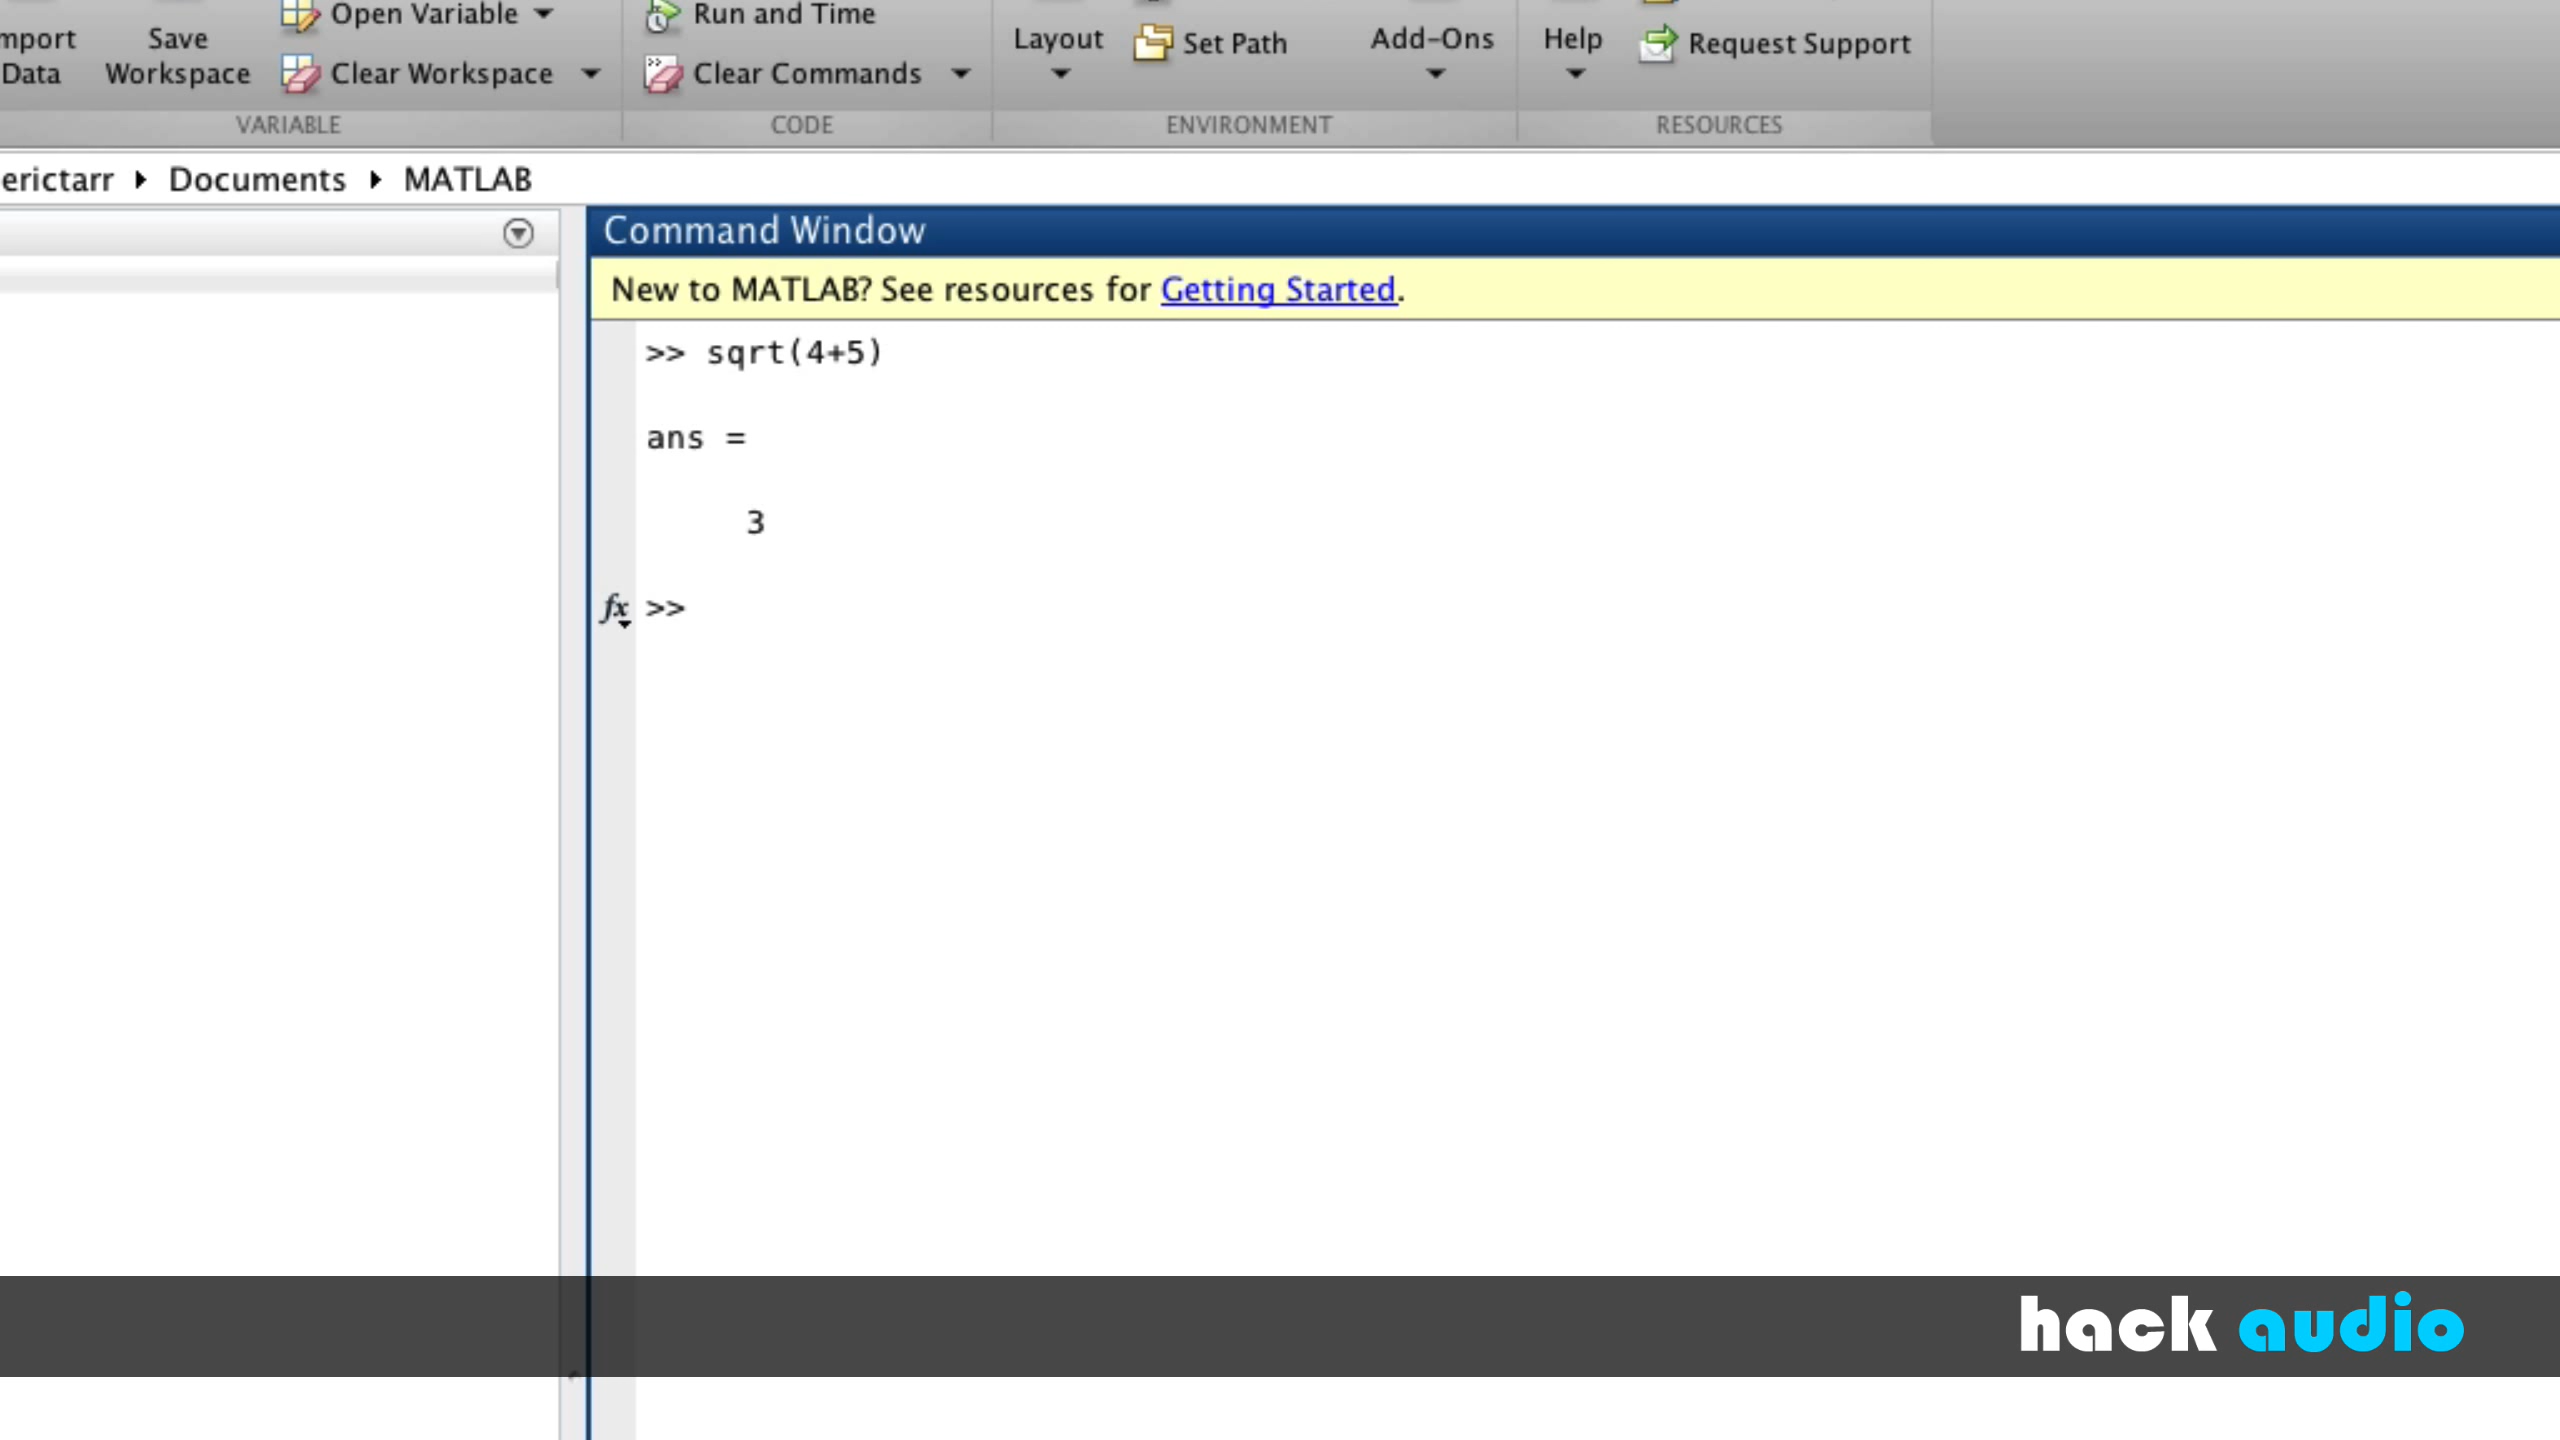 Open Variable
Run and Time
Save
Layout
Set Path
Add-Ons
Help
Request Support
Data
Workspace
Clear Workspace
Clear Commands
VARIABLE
CODE
ENVIRONMENT
RESOURCES
erictarr
Documents
MATLAB
Command Window
New to MATLAB? See resources for Getting Started.
>> sqrt(4+5)
ans =
3
fx >>
hack audio